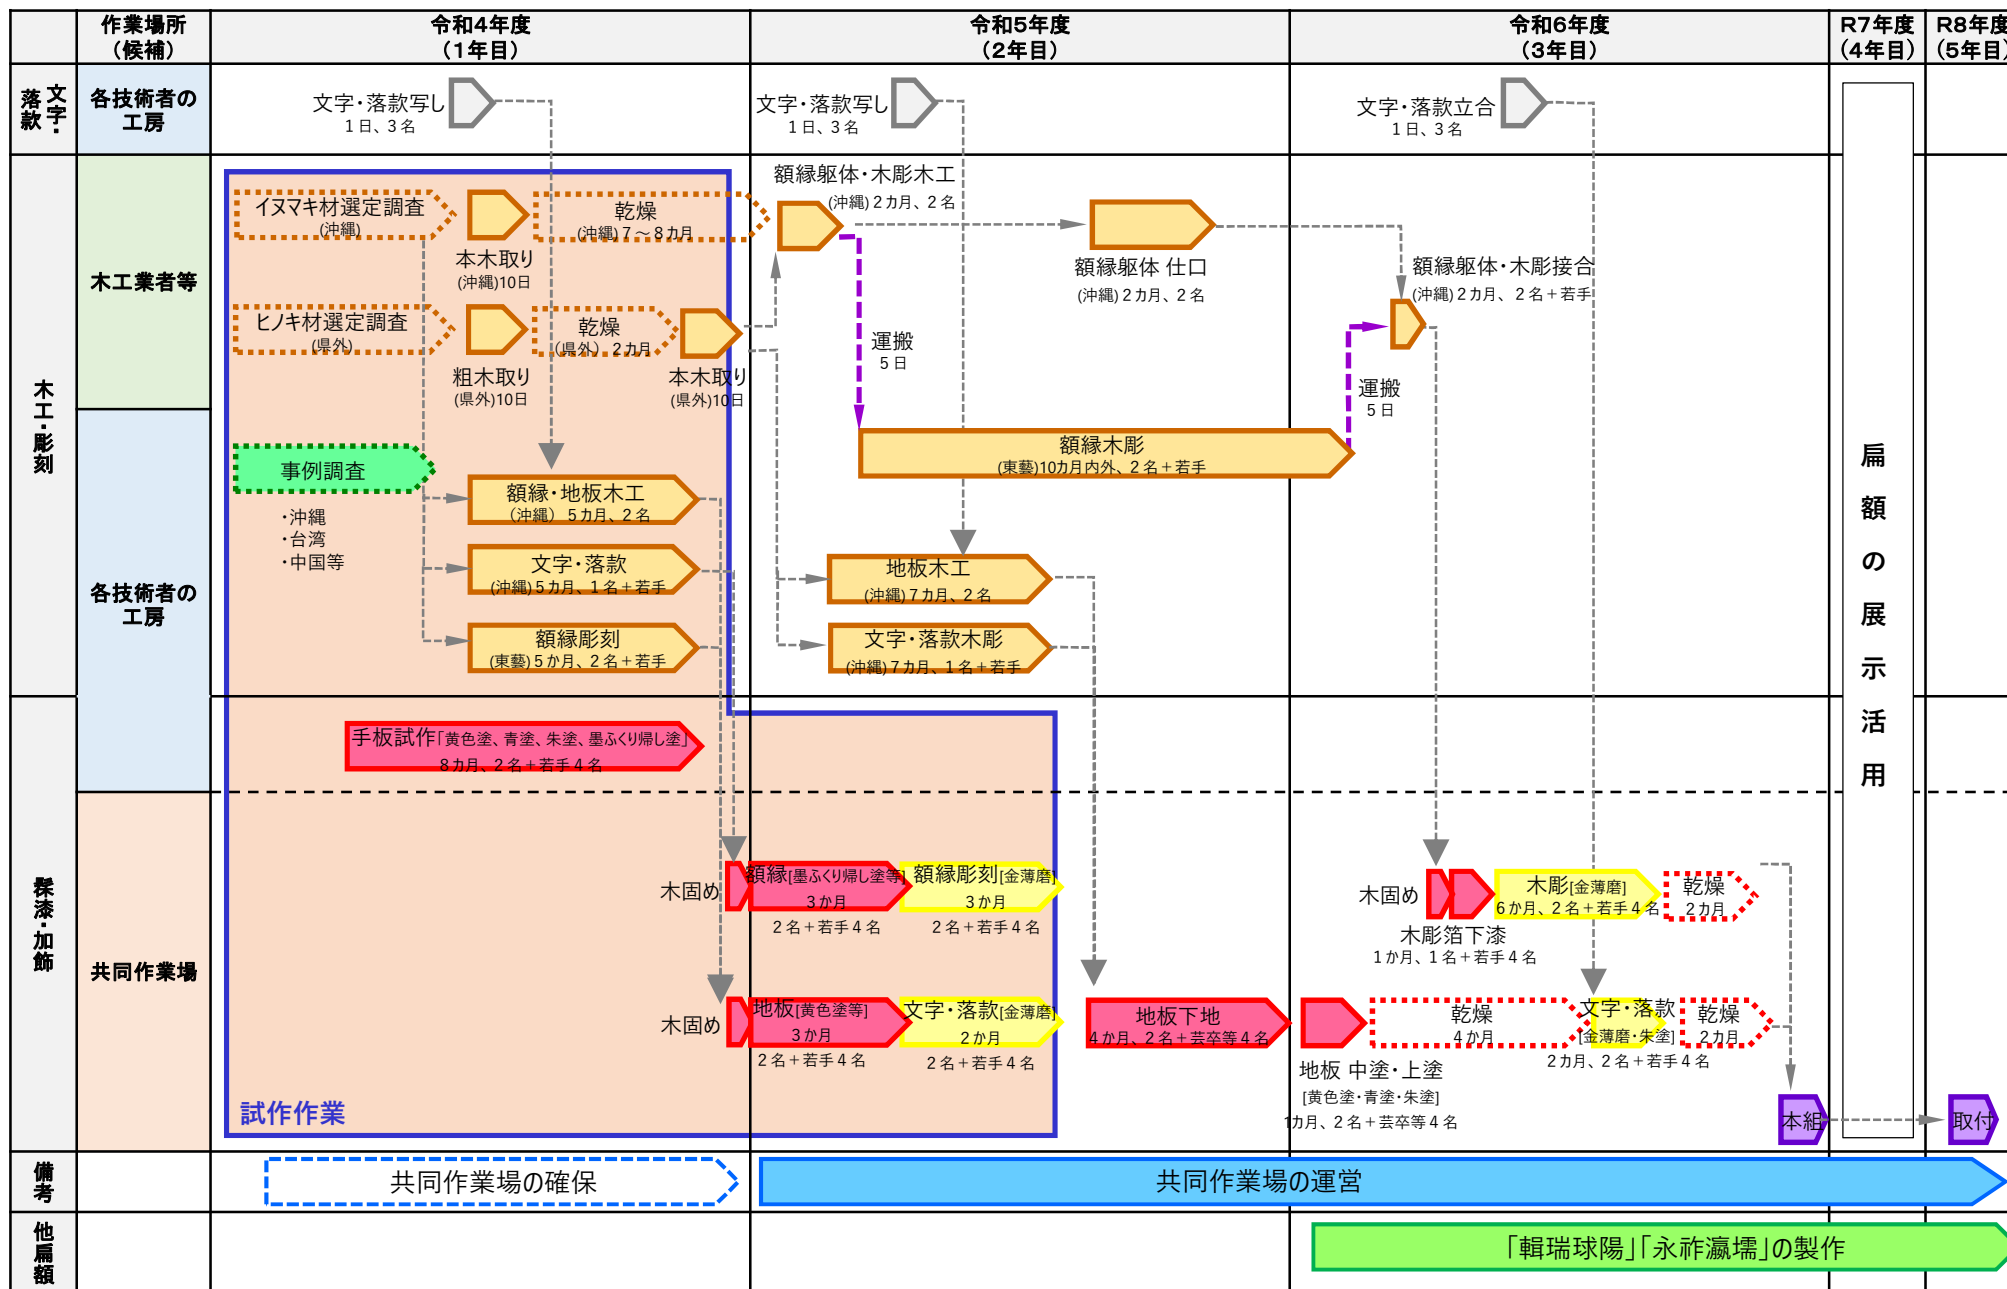 作業場所
（候補）
令和４年度
（１年目）
令和５年度
（２年目）
令和６年度
（３年目）
R７年度
（４年目）
R８年度
（５年目）
文字・
落款
各技術者の
工房
文字・落款写し
１日、３名
文字・落款写し
１日、３名
文字・落款立合
１日、３名
木工・彫刻
木工業者等
イヌマキ材選定調査
(沖縄)
本木取り
(沖縄)10日
乾燥
(沖縄)７～８カ月
額縁躯体・木彫木工
(沖縄)２カ月、２名
額縁躯体 仕口
(沖縄)２カ月、２名
額縁躯体・木彫接合
(沖縄)２カ月、２名＋若手
ヒノキ材選定調査
(県外)
粗木取り
(県外)10日
乾燥
（県外）２カ月
本木取り
(県外)10日
運搬
５日
運搬
５日
各技術者の
工房
事例調査
・沖縄
・台湾
・中国等
額縁・地板木工
（沖縄）５カ月、２名
文字・落款
(沖縄)５カ月、１名＋若手
額縁彫刻
(東藝)５か月、２名＋若手
額縁木彫
(東藝)10カ月内外、２名＋若手
地板木工
(沖縄)７カ月、２名
文字・落款木彫
(沖縄)７カ月、１名＋若手
扁額の展示活用
髹漆・加飾
手板試作「黄色塗、青塗、朱塗、墨ふくり帰し塗」
８カ月、２名＋若手４名
共同作業場
木固め
額縁[墨ふくり帰し塗等]
３か月
２名＋若手４名
額縁彫刻[金薄磨]
３か月
２名＋若手４名
木固め
木彫箔下漆
１か月、１名＋若手４名
木彫[金薄磨]
６か月、２名＋若手４名
乾燥
２カ月
木固め
地板[黄色塗等]
３か月
２名＋若手４名
文字・落款[金薄磨]
２か月
２名＋若手４名
地板下地
４か月、２名＋芸卒等４名
地板 中塗・上塗
[黄色塗・青塗・朱塗]
１カ月、２名＋芸卒等４名
乾燥
４か月
文字・落款
[金薄磨・朱塗]
２カ月、２名＋若手４名
乾燥
２カ月
試作作業
本組
取付
備考
共同作業場の確保
共同作業場の運営
他扁額
「輯瑞球陽」「永祚瀛壖」の製作